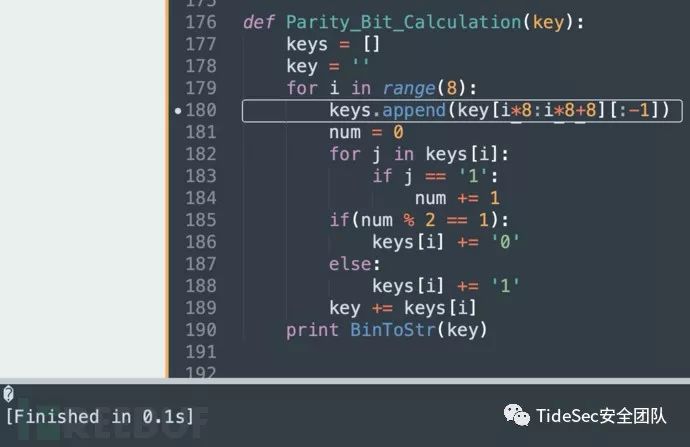 175
176 def Parity_Bit_Calculation(key):
177 keys = []
178 key = ''
179 for i in range(8):
180 keys.append(key[i*8:i*8+8][:-1])
181 num = 0
182 for j in keys[i]:
183 if j == '1':
184 num += 1
185 if(num % 2 == 1):
186 keys[i] += '0'
187 else:
188 keys[i] += '1'
189 key += keys[i]
190 print BinToStr(key)
191
192
[Finished in 0.1s]
TideSec安全团队